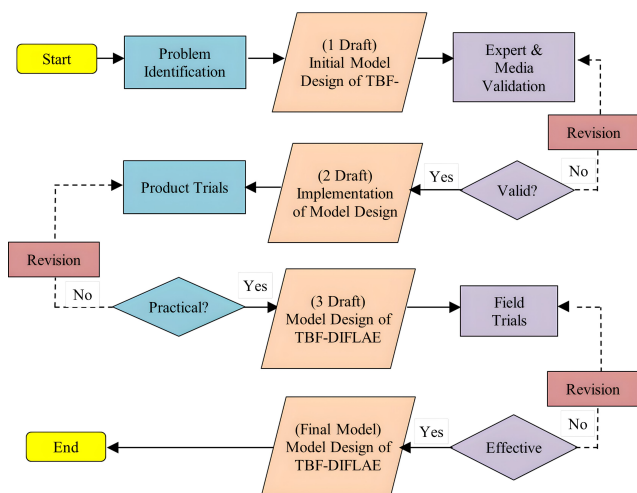 Start
Problem
Identification
(1 Draft)
Initial Model
Design of TBF-
Expert &
Media
Validation
Revision
Product Trials
(2 Draft)
Implementation
of Model Design
Yes
Valid?
No
Revision
No
Practical?
Yes
(3 Draft)
Model Design of
TBF-DIFLAE
Field
Trials
Revision
End
(Final Model)
Model Design of
TBF-DIFLAE
Yes
Effective
No